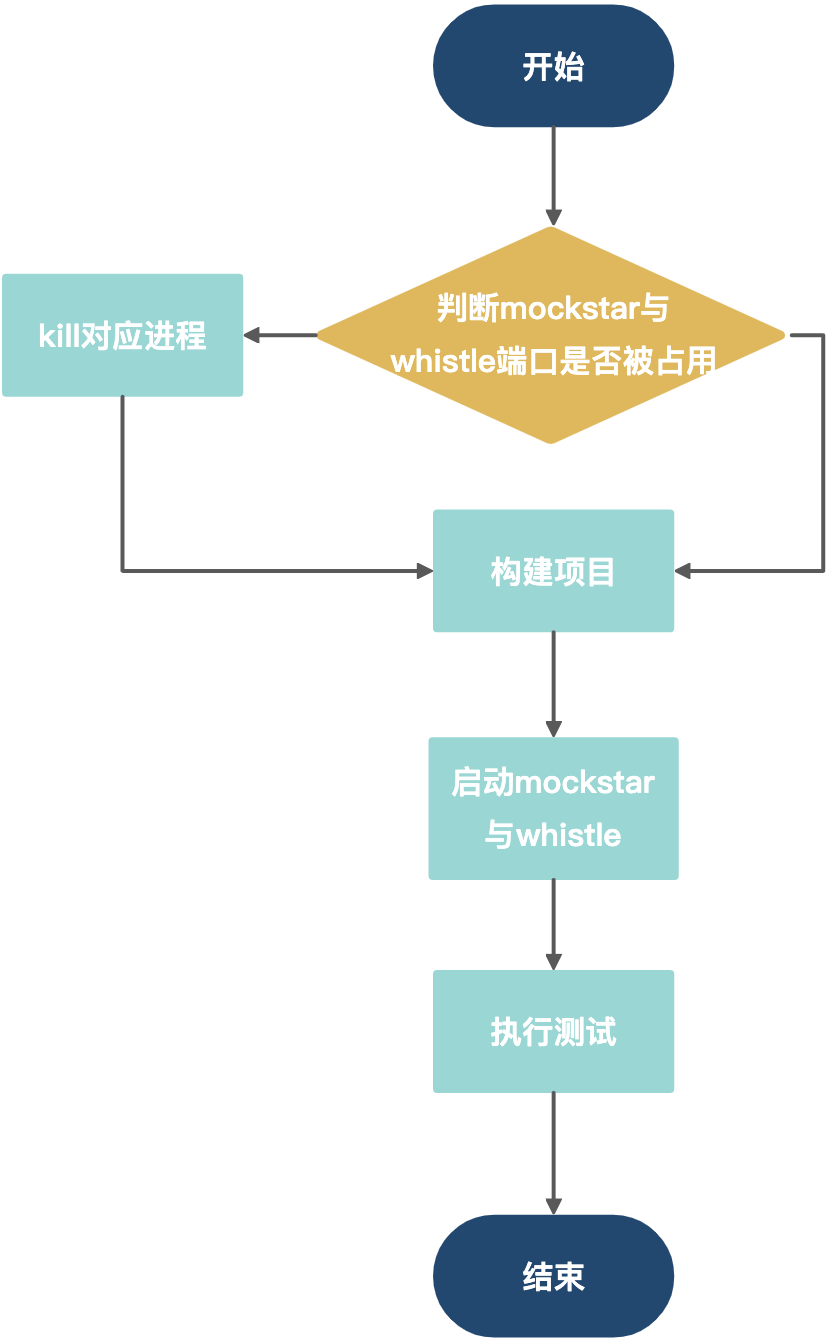 开始
判断mockstar与
whistle端口是否被占用
kill对应进程
构建项目
启动mockstar
与whistle
执行测试
结束